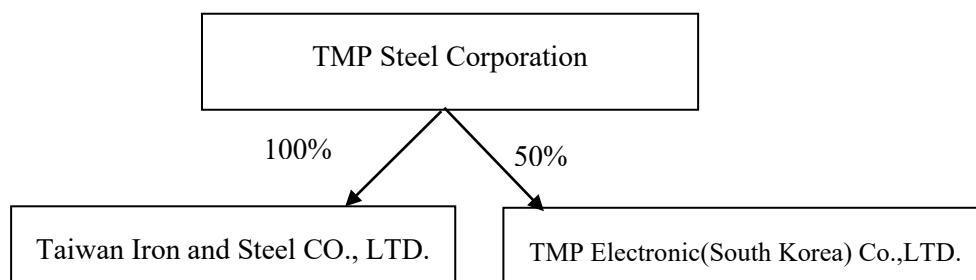 TMP Steel Corporation
100%
50%
Taiwan Iron and Steel CO., LTD.
TMP Electronic(South Korea) Co.,LTD.